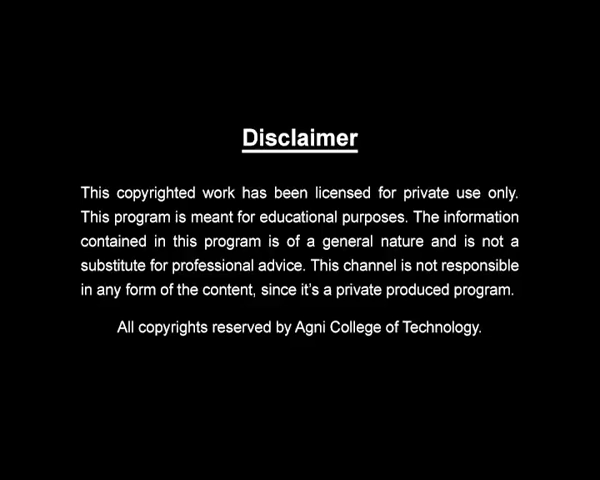 Disclaimer
This copyrighted work has been licensed for private use only.
This program is meant for educational purposes. The information
contained in this program is of a general nature and is not a
substitute for professional advice. This channel is not responsible
in any form of the content, since it's a private produced program.
All copyrights reserved by Agni College of Technology.